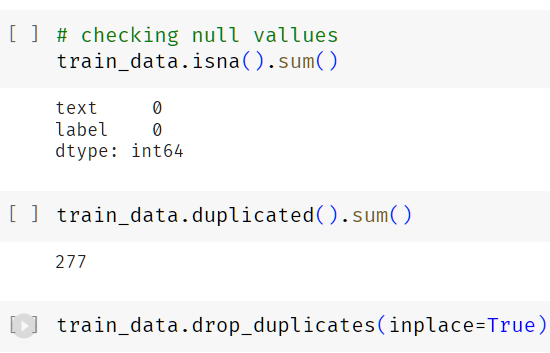 [ ] # checking null vallues
train_data.isna().sum()
text     0
label    0
dtype: int64
[ ] train_data.duplicated().sum()
277
[ ] train_data.drop_duplicates(inplace=True)